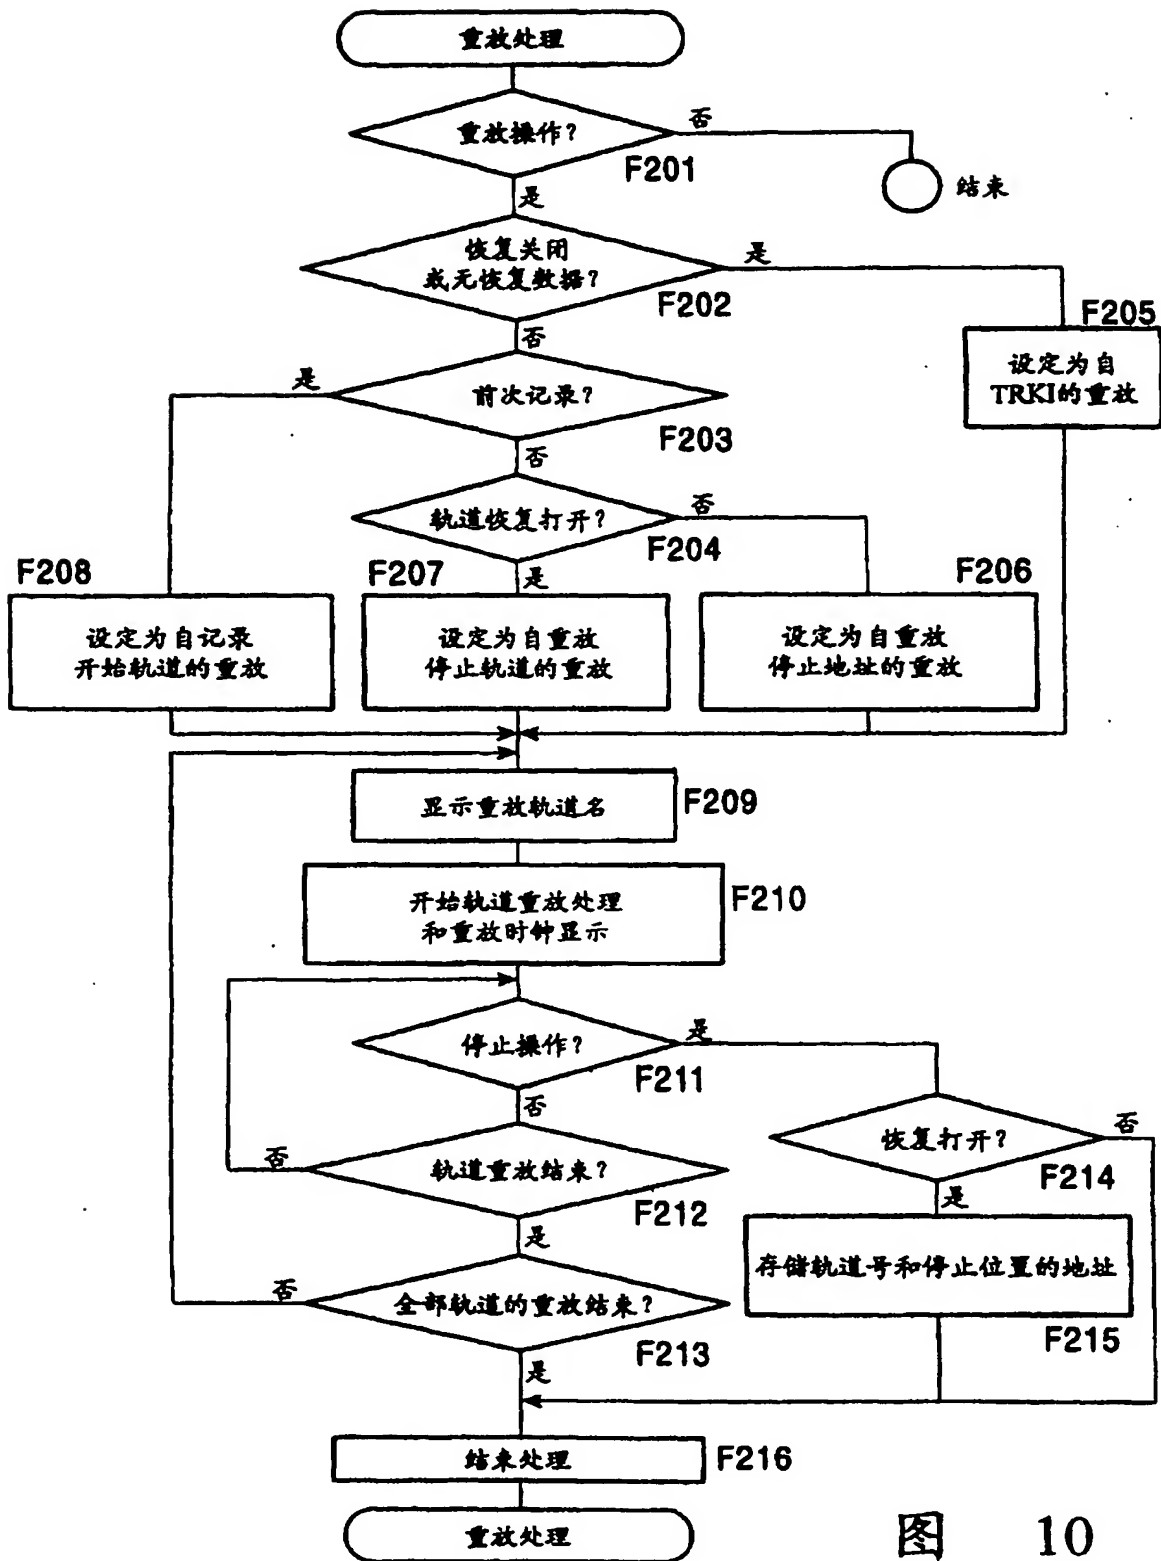 重放处理
重放操作？
否
F201
结束
是
恢复关闭
或无恢复数据？
是
F202
否
F205
设定为自
TRKI的重放
前次记录？
是
F203
否
轨道恢复打开？
否
F204
是
F208
设定为自记录
开始轨道的重放
F207
设定为自重放
停止轨道的重放
F206
设定为自重放
停止地址的重放
显示重放轨道名
F209
开始轨道重放处理
和重放时钟显示
F210
停止操作？
是
F211
否
恢复打开？
否
F214
是
轨道重放结束？
否
F212
是
存储轨道号和停止位置的地址
F215
全部轨道的重放结束？
否
F213
是
结束处理
F216
重放处理
图 10